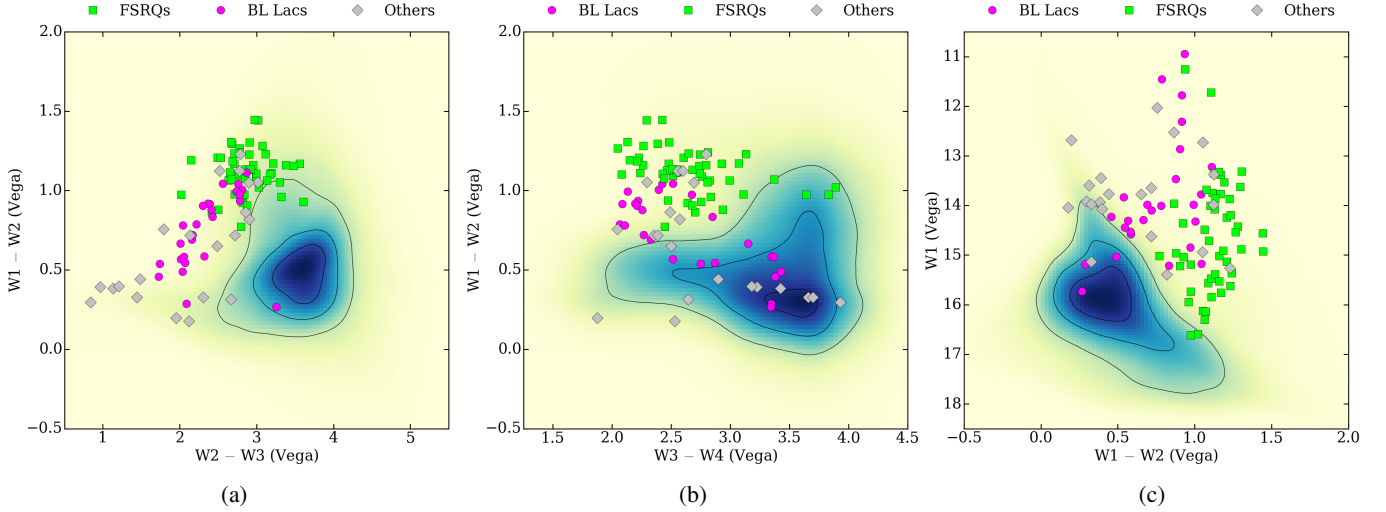 FSRQs BL Lacs Others
2.0
1.5
1.0
0.5
0.0
−0.5
W1 − W2 (Vega)
1 2 3 4 5
W2 − W3 (Vega)
(a)
BL Lacs FSRQs Others
2.0
1.5
1.0
0.5
0.0
−0.5
W1 − W2 (Vega)
1.5 2.0 2.5 3.0 3.5 4.0 4.5
W3 − W4 (Vega)
(b)
BL Lacs FSRQs Others
11
12
13
14
15
16
17
18
W1 (Vega)
−0.5 0.0 0.5 1.0 1.5 2.0
W1 − W2 (Vega)
(c)